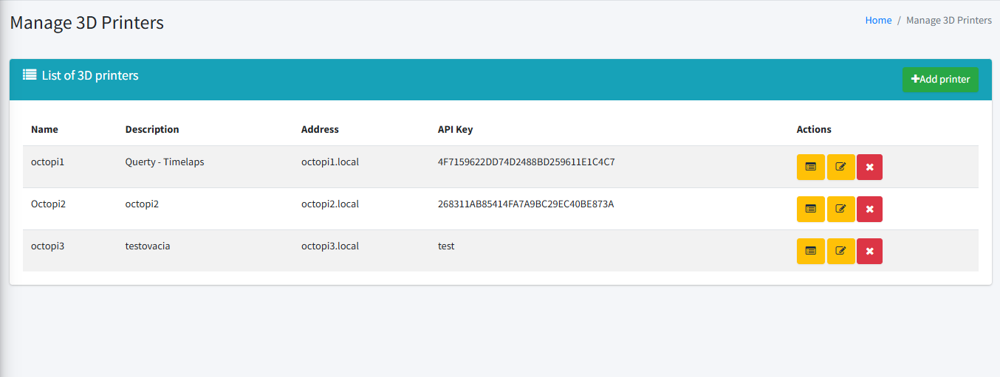 Manage 3D Printers
Home / Manage 3D Printers
List of 3D printers
Add printer
Name Description Address API Key Actions
octopi1 Querty - Timelaps octopi1.local 4F7159622DD74D2488BD259611E1C4C7
Octopi2 octopi2 octopi2.local 268311AB85414FA7A9BC29EC40BE873A
octopi3 testovacia octopi3.local test